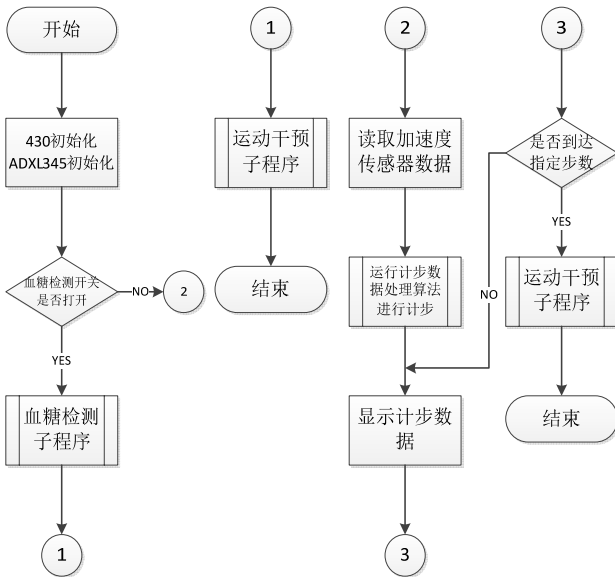 开始
430初始化
ADXL345初始化
血糖检测开关
是否打开
NO
2
YES
血糖检测
子程序
1
1
运动干预
子程序
结束
2
读取加速度
传感器数据
运行计步数
据处理算法
进行计步
显示计步数
据
3
3
是否到达
指定步数
NO
YES
运动干预
子程序
结束